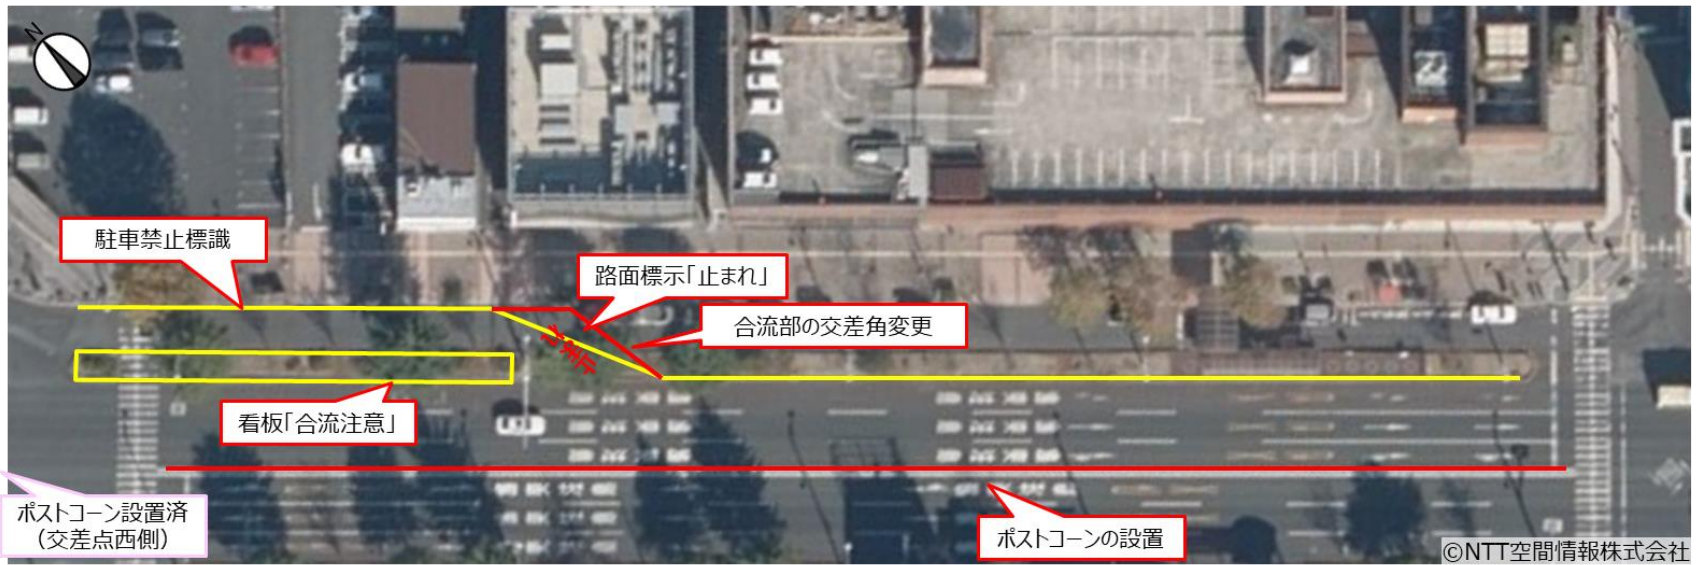 N
駐車禁止標識
路面標示「止まれ」
合流部の交差角変更
止まれ
看板「合流注意」
ポストコーン設置済
（交差点西側）
ポストコーンの設置
©NTT空間情報株式会社